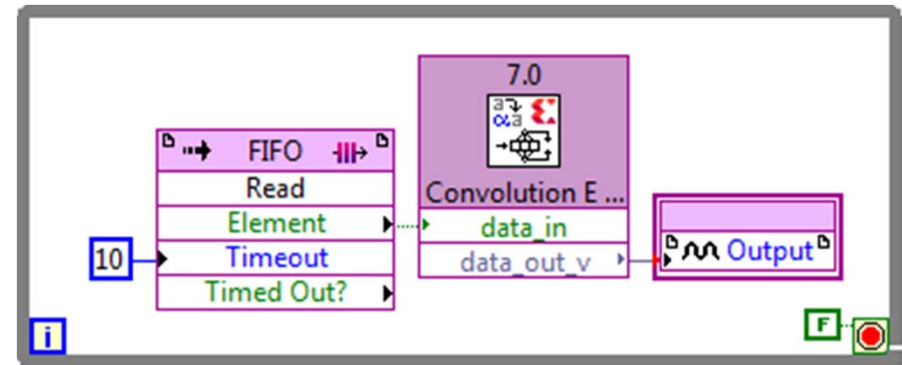 7.0
FIFO
Read
Convolution E ...
Element
data_in
10
Timeout
data_out_v
Output
Timed Out?
F
i